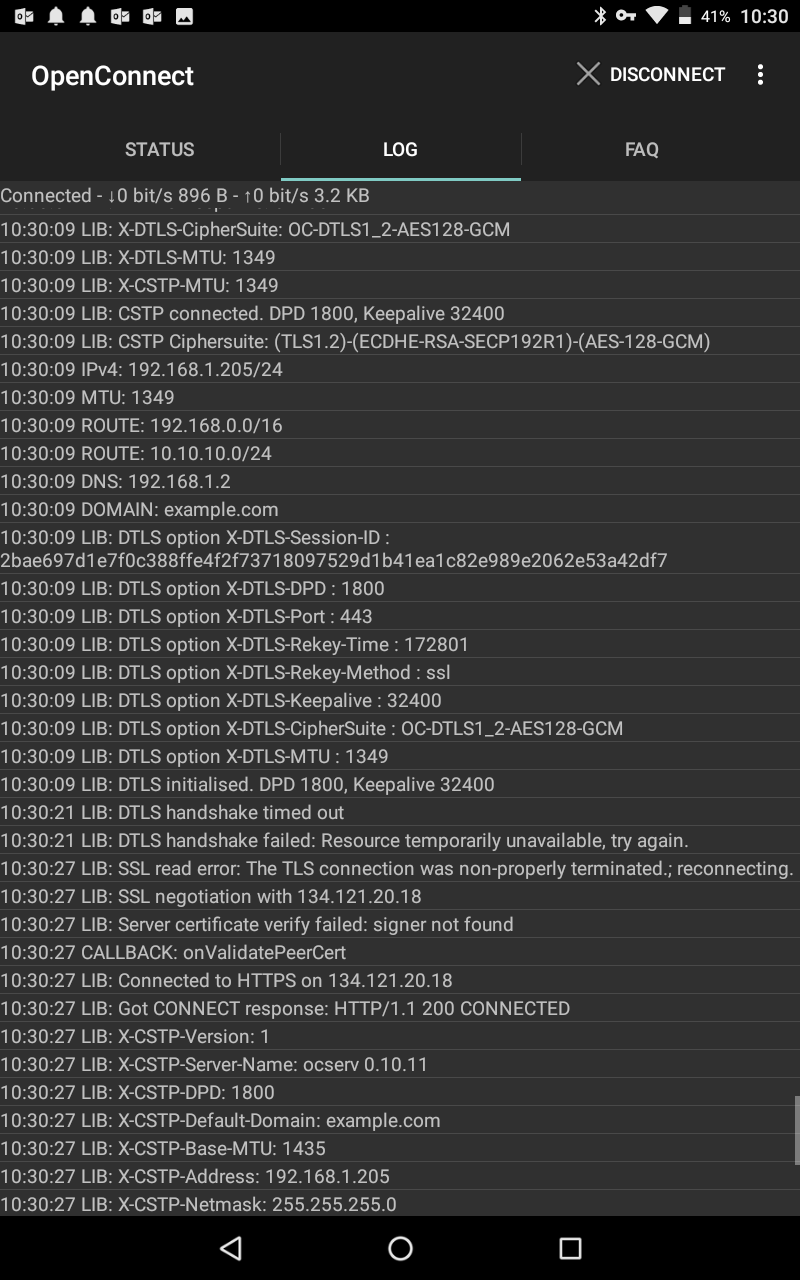 41% 10:30
OpenConnect
DISCONNECT
STATUS
LOG
FAQ
Connected - ↓0 bit/s 896 B - ↑0 bit/s 3.2 KB
10:30:09 LIB: X-DTLS-CipherSuite: OC-DTLS1_2-AES128-GCM
10:30:09 LIB: X-DTLS-MTU: 1349
10:30:09 LIB: X-CSTP-MTU: 1349
10:30:09 LIB: CSTP connected. DPD 1800, Keepalive 32400
10:30:09 LIB: CSTP Ciphersuite: (TLS1.2)-(ECDHE-RSA-SECP192R1)-(AES-128-GCM)
10:30:09 IPv4: 192.168.1.205/24
10:30:09 MTU: 1349
10:30:09 ROUTE: 192.168.0.0/16
10:30:09 ROUTE: 10.10.10.0/24
10:30:09 DNS: 192.168.1.2
10:30:09 DOMAIN: example.com
10:30:09 LIB: DTLS option X-DTLS-Session-ID :
2bae697d1e7f0c388ffe4f2f73718097529d1b41ea1c82e989e2062e53a42df7
10:30:09 LIB: DTLS option X-DTLS-DPD : 1800
10:30:09 LIB: DTLS option X-DTLS-Port : 443
10:30:09 LIB: DTLS option X-DTLS-Rekey-Time : 172801
10:30:09 LIB: DTLS option X-DTLS-Rekey-Method : ssl
10:30:09 LIB: DTLS option X-DTLS-Keepalive : 32400
10:30:09 LIB: DTLS option X-DTLS-CipherSuite : OC-DTLS1_2-AES128-GCM
10:30:09 LIB: DTLS option X-DTLS-MTU : 1349
10:30:09 LIB: DTLS initialised. DPD 1800, Keepalive 32400
10:30:21 LIB: DTLS handshake timed out
10:30:21 LIB: DTLS handshake failed: Resource temporarily unavailable, try again.
10:30:27 LIB: SSL read error: The TLS connection was non-properly terminated.; reconnecting.
10:30:27 LIB: SSL negotiation with 134.121.20.18
10:30:27 LIB: Server certificate verify failed: signer not found
10:30:27 CALLBACK: onValidatePeerCert
10:30:27 LIB: Connected to HTTPS on 134.121.20.18
10:30:27 LIB: Got CONNECT response: HTTP/1.1 200 CONNECTED
10:30:27 LIB: X-CSTP-Version: 1
10:30:27 LIB: X-CSTP-Server-Name: ocserv 0.10.11
10:30:27 LIB: X-CSTP-DPD: 1800
10:30:27 LIB: X-CSTP-Default-Domain: example.com
10:30:27 LIB: X-CSTP-Base-MTU: 1435
10:30:27 LIB: X-CSTP-Address: 192.168.1.205
10:30:27 LIB: X-CSTP-Netmask: 255.255.255.0